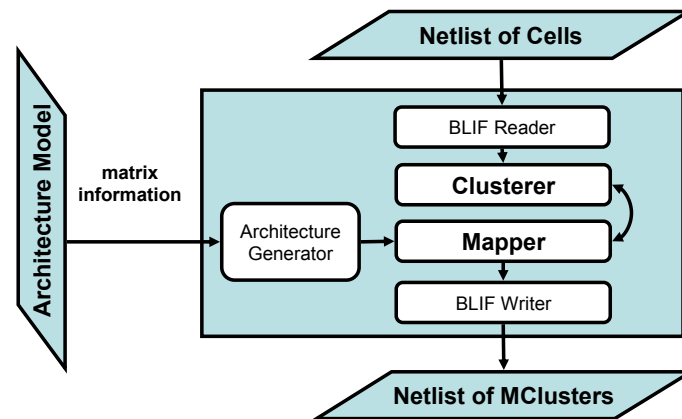 Netlist of Cells
Architecture Model
matrix
information
BLIF Reader
Clusterer
Architecture
Generator
Mapper
BLIF Writer
Netlist of MClusters